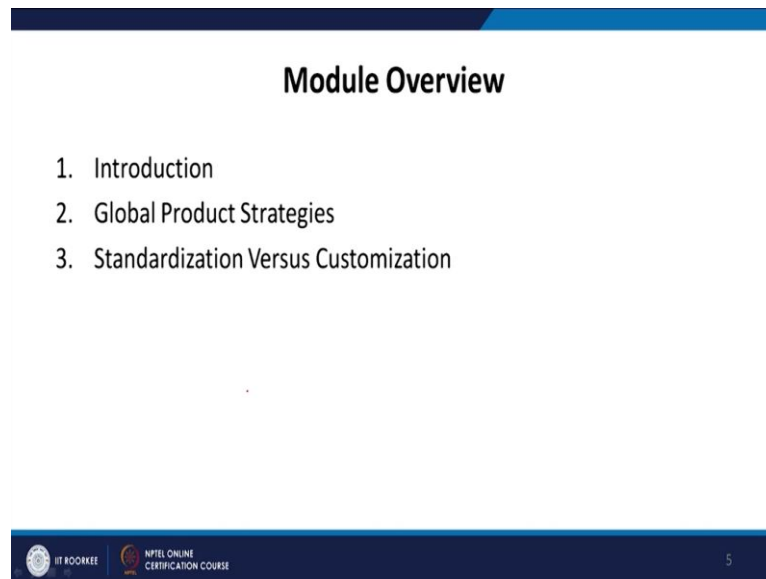 Module Overview
1. Introduction
2. Global Product Strategies
3. Standardization Versus Customization
IIT ROORKEE
NPTEL ONLINE
CERTIFICATION COURSE
5